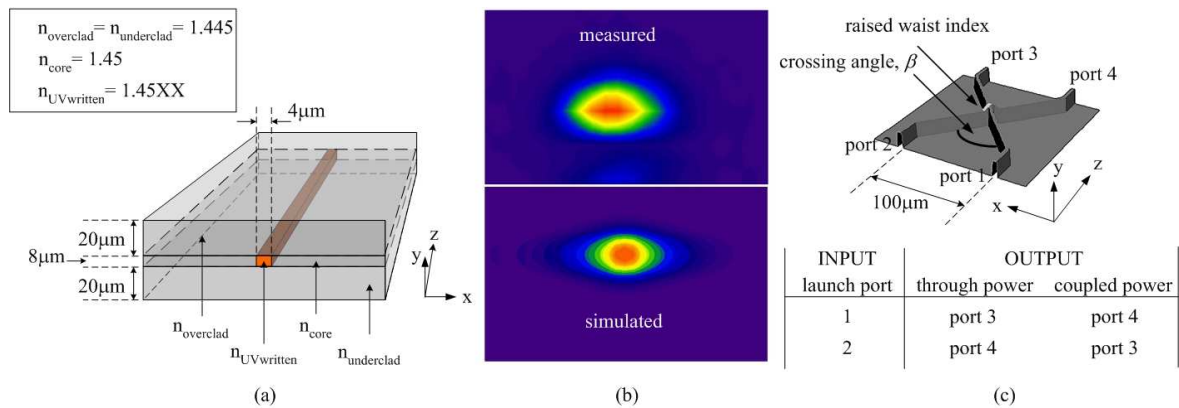 n_overclad = n_underclad = 1.445
n_core = 1.45
n_UVwritten = 1.45XX
4μm
20μm
8μm
20μm
y
z
x
n_overclad
n_core
n_UVwritten
n_underclad
(a)
measured
simulated
(b)
raised waist index
port 3
crossing angle, β
port 4
port 2
port 1
100μm
y
z
x
INPUT OUTPUT
launch port through power coupled power
1 port 3 port 4
2 port 4 port 3
(c)